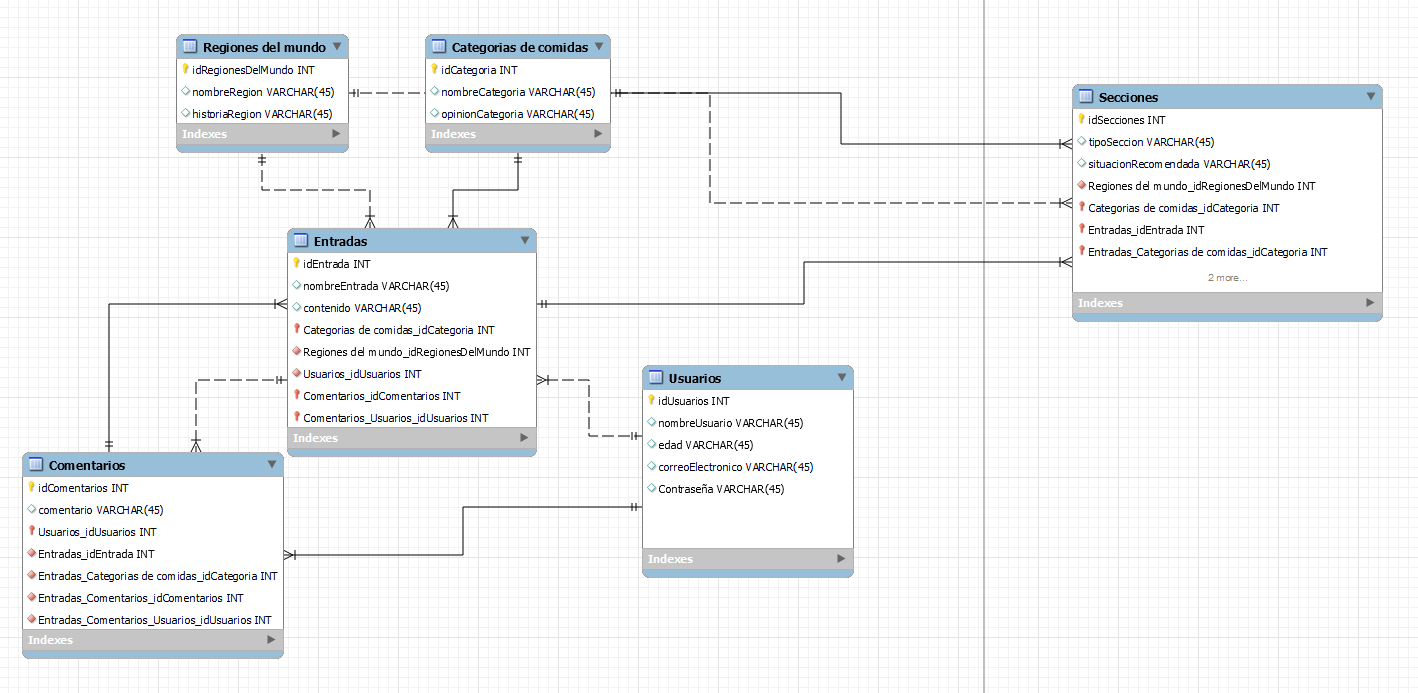 Regiones del mundo
idRegionesDelMundo INT
nombreRegion VARCHAR(45)
historiaRegion VARCHAR(45)
Indexes
Categorias de comidas
idCategoria INT
nombreCategoria VARCHAR(45)
opinionCategoria VARCHAR(45)
Indexes
Secciones
idSecciones INT
tipoSeccion VARCHAR(45)
situacionRecomendada VARCHAR(45)
Regiones del mundo_idRegionesDelMundo INT
Categorias de comidas_idCategoria INT
Entradas_idEntrada INT
Entradas_Categorias de comidas_idCategoria INT
2 more...
Indexes
Entradas
idEntrada INT
nombreEntrada VARCHAR(45)
contenido VARCHAR(45)
Categorias de comidas_idCategoria INT
Regiones del mundo_idRegionesDelMundo INT
Usuarios_idUsuarios INT
Comentarios_idComentarios INT
Comentarios_Usuarios_idUsuarios INT
Indexes
Usuarios
idUsuarios INT
nombreUsuario VARCHAR(45)
edad VARCHAR(45)
correoElectronico VARCHAR(45)
Contraseña VARCHAR(45)
Indexes
Comentarios
idComentarios INT
comentario VARCHAR(45)
Usuarios_idUsuarios INT
Entradas_idEntrada INT
Entradas_Categorias de comidas_idCategoria INT
Entradas_Comentarios_idComentarios INT
Entradas_Comentarios_Usuarios_idUsuarios INT
Indexes